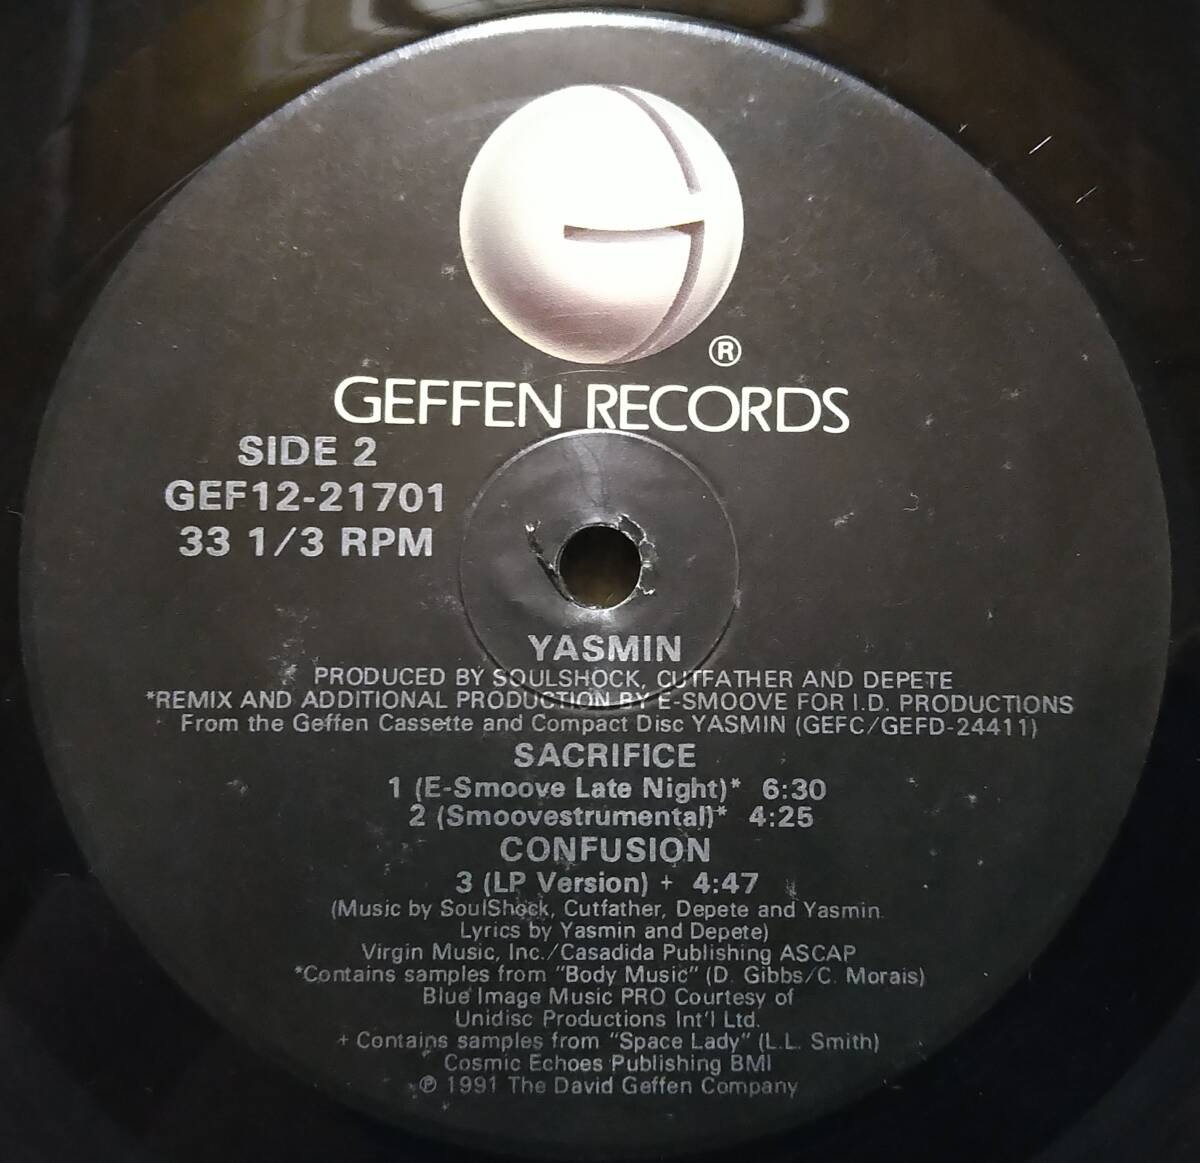 ®
GEFFEN RECORDS
SIDE 2
GEF12-21701
33 1/3 RPM
YASMIN
PRODUCED BY SOULSHOCK, CUTFATHER AND DEPETE
*REMIX AND ADDITIONAL PRODUCTION BY E-SMOOVE FOR I.D. PRODUCTIONS
From the Geffen Cassette and Compact Disc YASMIN (GEFC/GEFD-24411)
SACRIFICE
1 (E-Smoove Late Night)* 6:30
2 (Smoovestrumental)* 4:25
CONFUSION
3 (LP Version) + 4:47
(Music by SoulShock, Cutfather, Depete and Yasmin
Lyrics by Yasmin and Depete)
Virgin Music, Inc./Casadida Publishing ASCAP
*Contains samples from "Body Music" (D. Gibbs/C. Morais)
Blue Image Music PRO Courtesy of
Unidisc Productions Int'l Ltd.
+ Contains samples from "Space Lady" (L.L. Smith)
Cosmic Echoes Publishing BMI
℗ 1991 The David Geffen Company